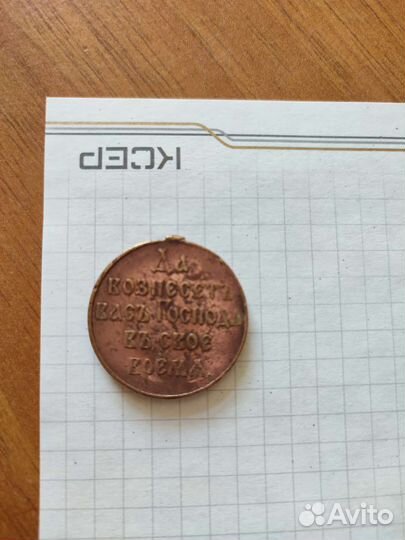 КСЕР
ДА
ВОЗНЕСЕТЪ
ВАСЪ ГОСПОДЬ
ВЪ СВОЕ
ВРЕМЯ
Avito